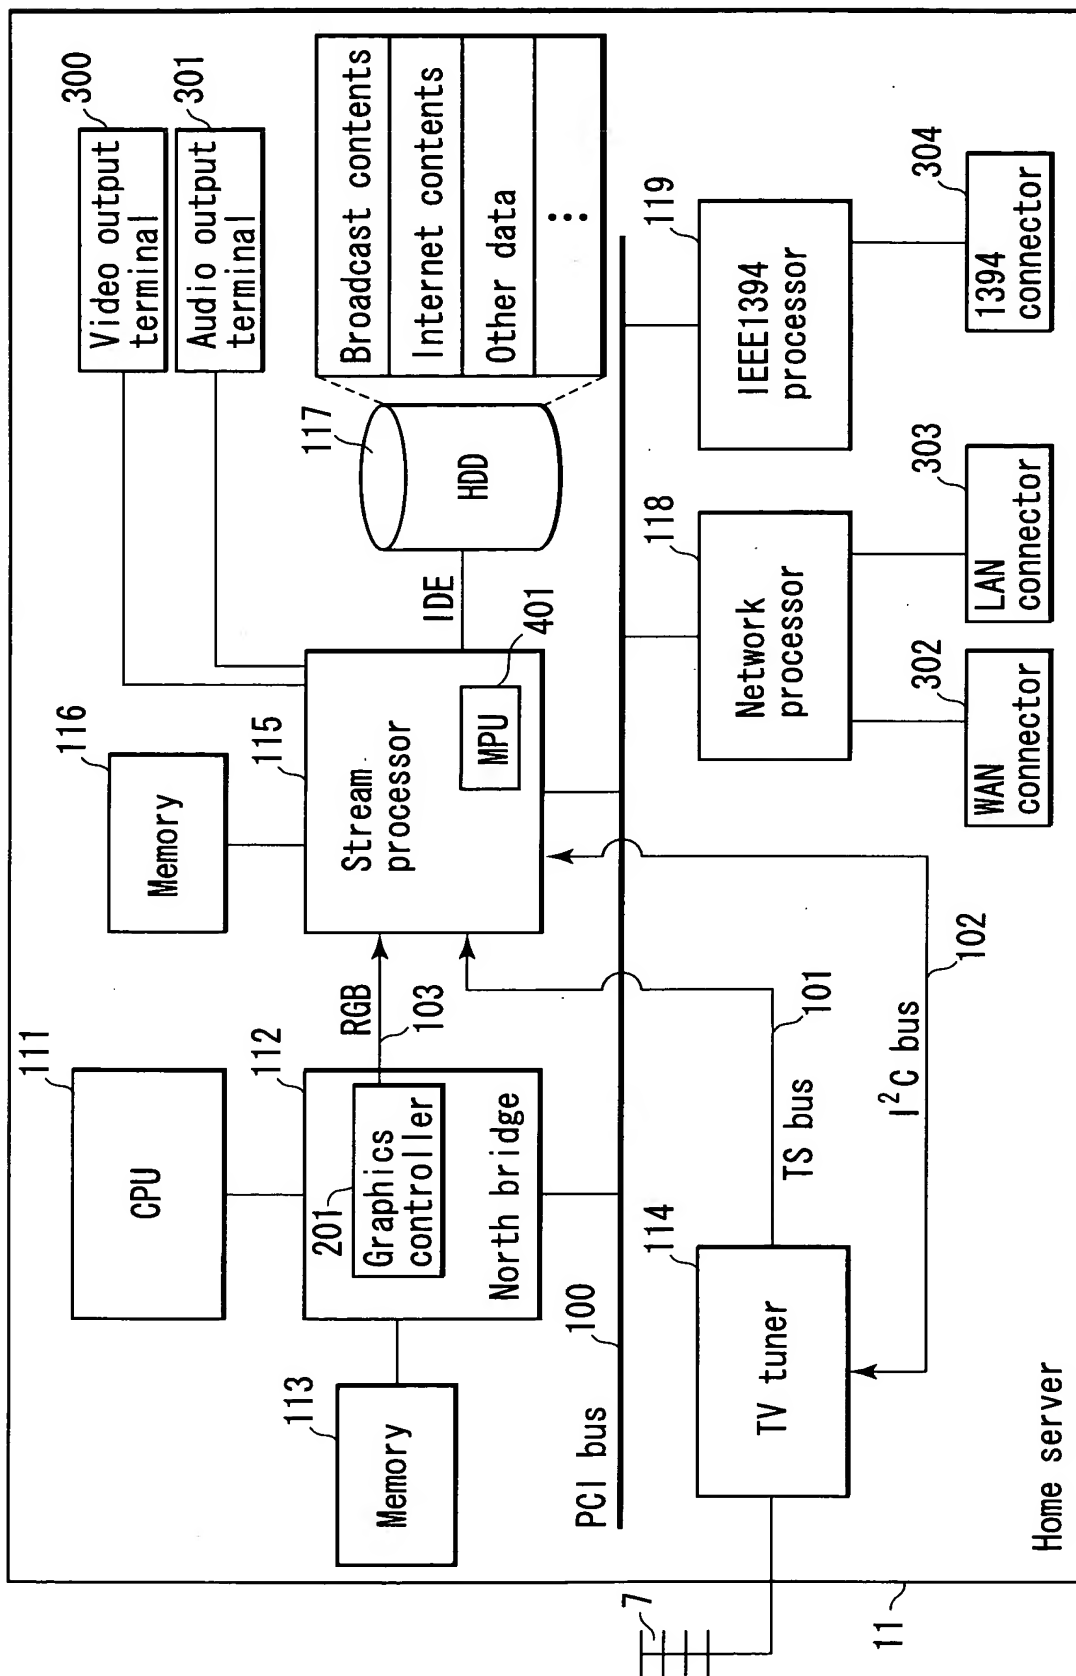 111
CPU
113
Memory
112
201
Graphics
controller
North bridge
RGB
103
116
Memory
115
Stream
processor
MPU
401
IDE
300
Video output
terminal
301
Audio output
terminal
117
HDD
Broadcast contents
Internet contents
Other data
⋮
PCI bus
100
7
114
TV tuner
TS bus
101
I²C bus
102
118
Network
processor
119
IEEE1394
processor
302
WAN
connector
303
LAN
connector
304
1394
connector
11
Home server